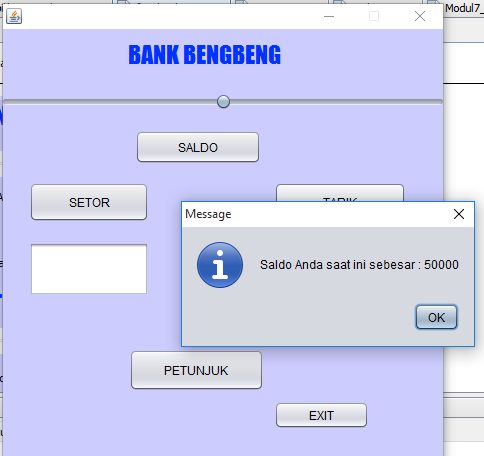 Modul7_
BANK BENGBENG
SALDO
SETOR
TARIK
Message
Saldo Anda saat ini sebesar : 50000
OK
PETUNJUK
EXIT